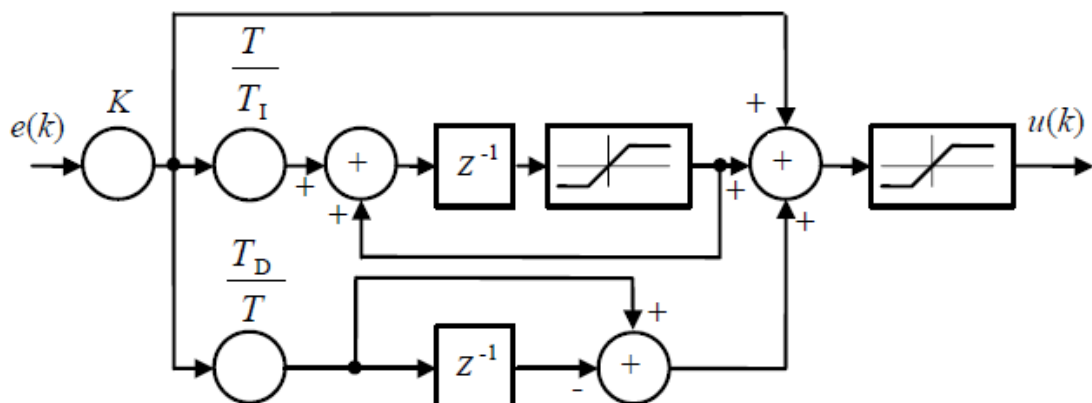 T
T_I
K
e(k)
u(k)
+
+
z^{-1}
+
+
+
+
+
T_D
T
+
z^{-1}
+
-